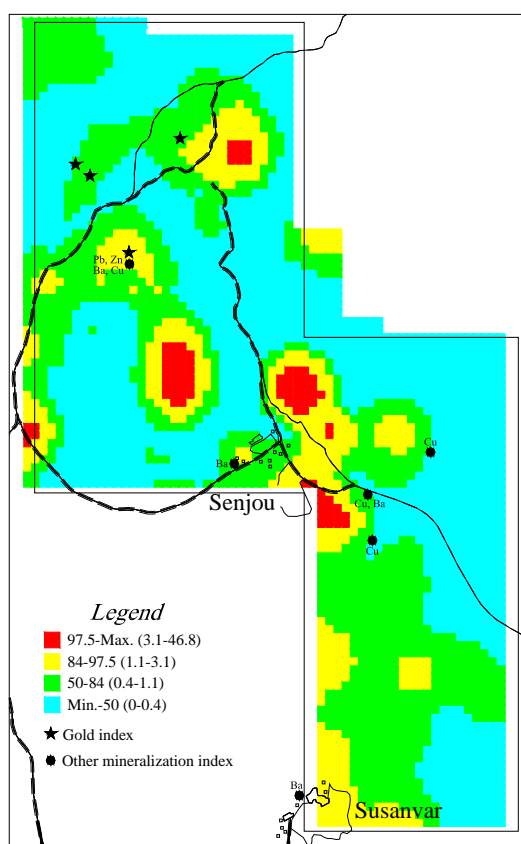 Pb, Zn
Ba, Cu
Cu
Ba
Cu, Ba
Senjou
Cu
Legend
97.5-Max. (3.1-46.8)
84-97.5 (1.1-3.1)
50-84 (0.4-1.1)
Min.-50 (0-0.4)
Gold index
Other mineralization index
Ba
Susanvar